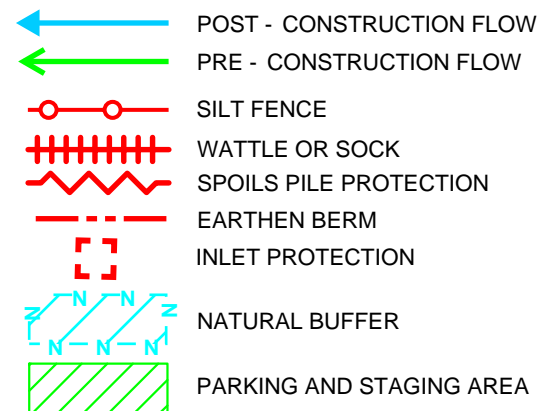 POST - CONSTRUCTION FLOW
PRE - CONSTRUCTION FLOW
SILT FENCE
WATTLE OR SOCK
SPOILS PILE PROTECTION
EARTHEN BERM
INLET PROTECTION
N N
N N
NATURAL BUFFER
N N N
PARKING AND STAGING AREA